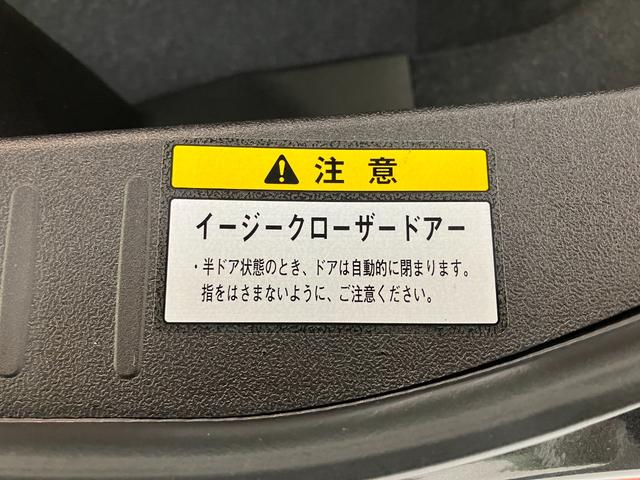 ⚠注意
イージークローザードアー
・半ドア状態のとき、ドアは自動的に閉まります。
指をはさまないように、ご注意ください。